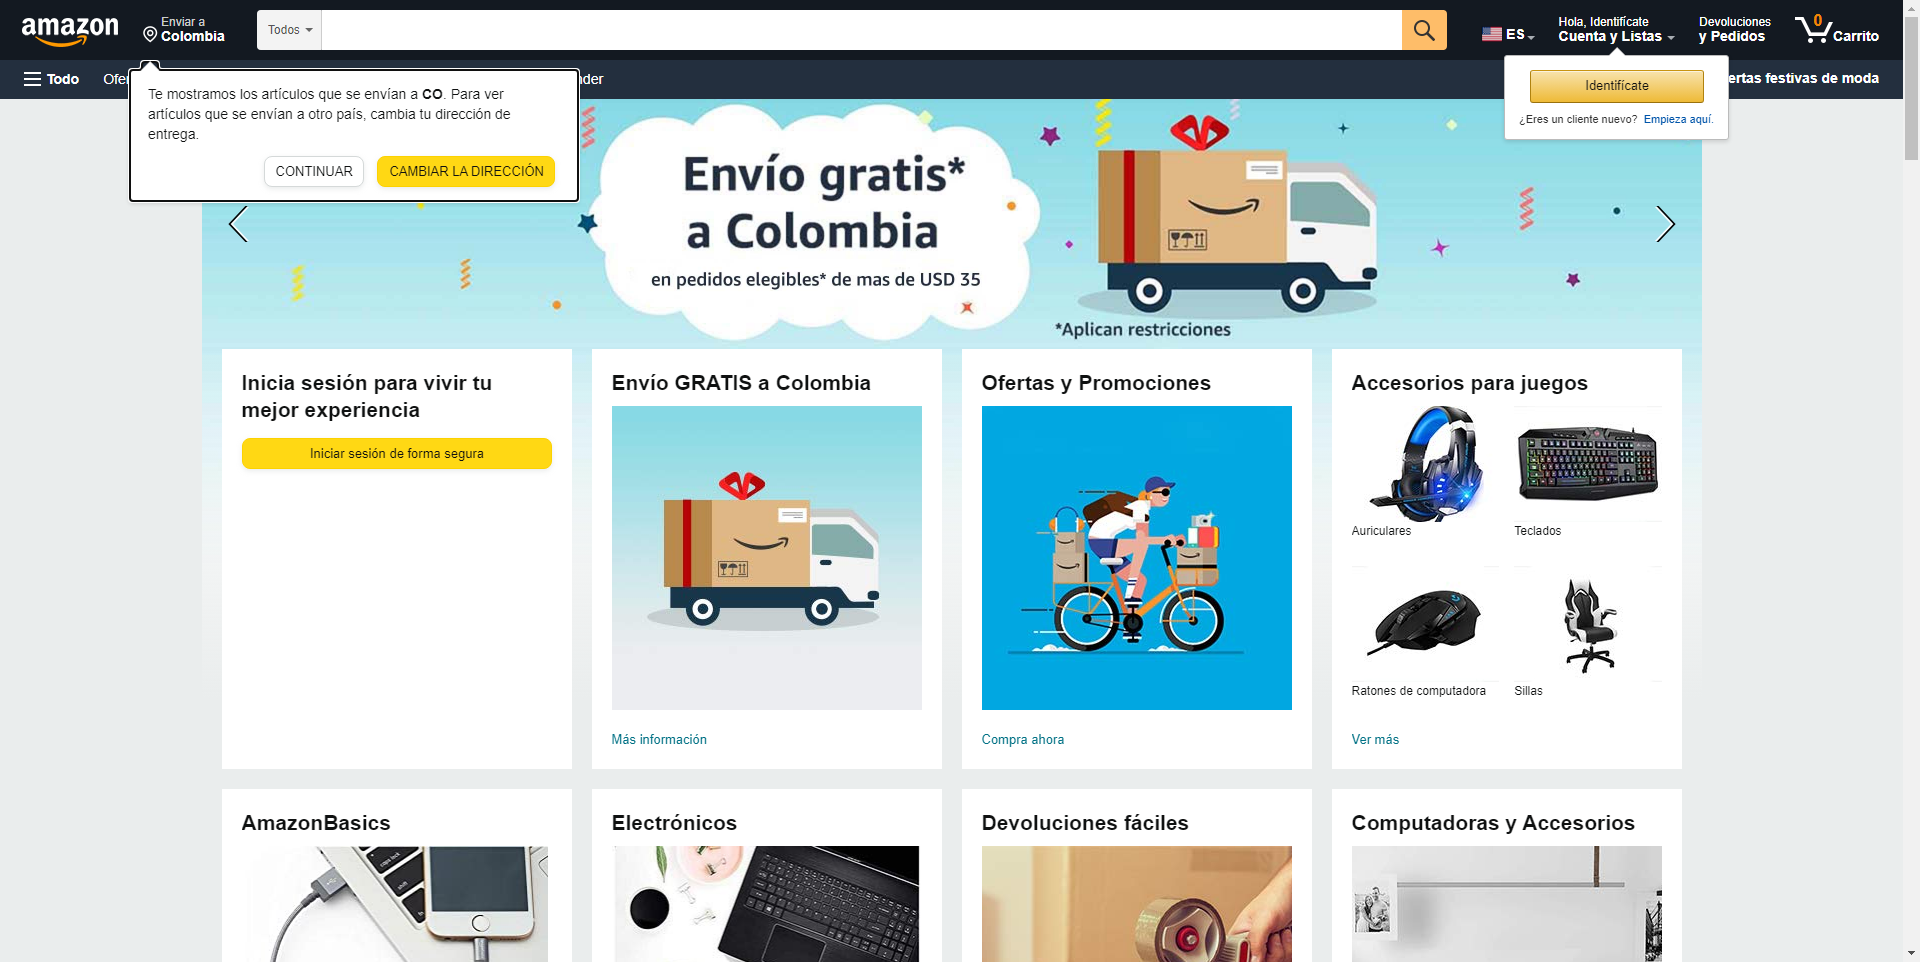 amazon
Enviar a
Colombia
Todos
ES
Hola, Identifícate
Cuenta y Listas
Devoluciones
y Pedidos
0
Carrito
Todo
Te mostramos los artículos que se envían a CO. Para ver
artículos que se envían a otro país, cambia tu dirección de
entrega.
CONTINUAR
CAMBIAR LA DIRECCIÓN
Identifícate
¿Eres un cliente nuevo? Empieza aquí.
festivas de moda
Envío gratis*
a Colombia
en pedidos elegibles* de mas de USD 35
*Aplican restricciones
Inicia sesión para vivir tu
mejor experiencia
Iniciar sesión de forma segura
Envío GRATIS a Colombia
Más información
Ofertas y Promociones
Compra ahora
Accesorios para juegos
Auriculares
Teclados
Ratones de computadora
Sillas
Ver más
AmazonBasics
Electrónicos
Devoluciones fáciles
Computadoras y Accesorios